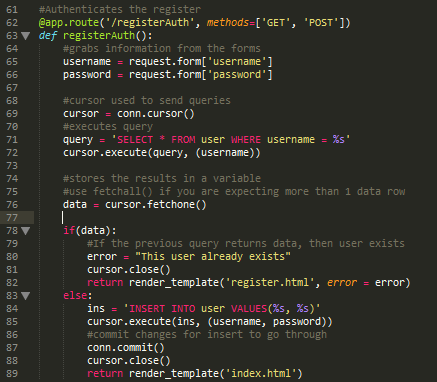 61 #Authenticates the register
62 @app.route('/registerAuth', methods=['GET', 'POST'])
63 def registerAuth():
64 #grabs information from the forms
65 username = request.form['username']
66 password = request.form['password']
67
68 #cursor used to send queries
69 cursor = conn.cursor()
70 #executes query
71 query = 'SELECT * FROM user WHERE username = %s'
72 cursor.execute(query, (username))
73
74 #stores the results in a variable
75 #use fetchall() if you are expecting more than 1 data row
76 data = cursor.fetchone()
77
78 if(data):
79 #If the previous query returns data, then user exists
80 error = "This user already exists"
81 cursor.close()
82 return render_template('register.html', error = error)
83 else:
84 ins = 'INSERT INTO user VALUES(%s, %s)'
85 cursor.execute(ins, (username, password))
86 #commit changes for insert to go through
87 conn.commit()
88 cursor.close()
89 return render_template('index.html')